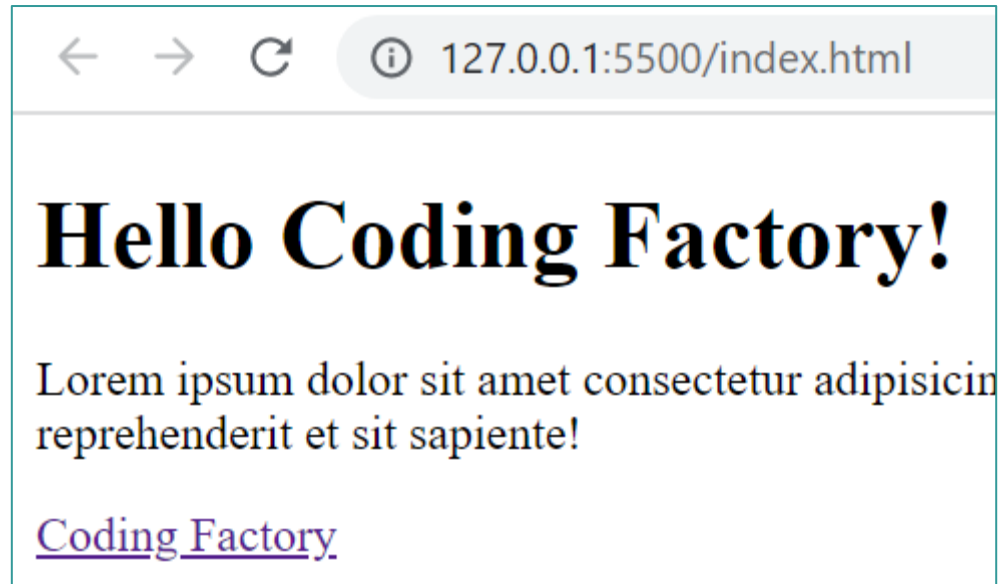 127.0.0.1:5500/index.html
Hello Coding Factory!
Lorem ipsum dolor sit amet consectetur adipisicin
reprehenderit et sit sapiente!
Coding Factory